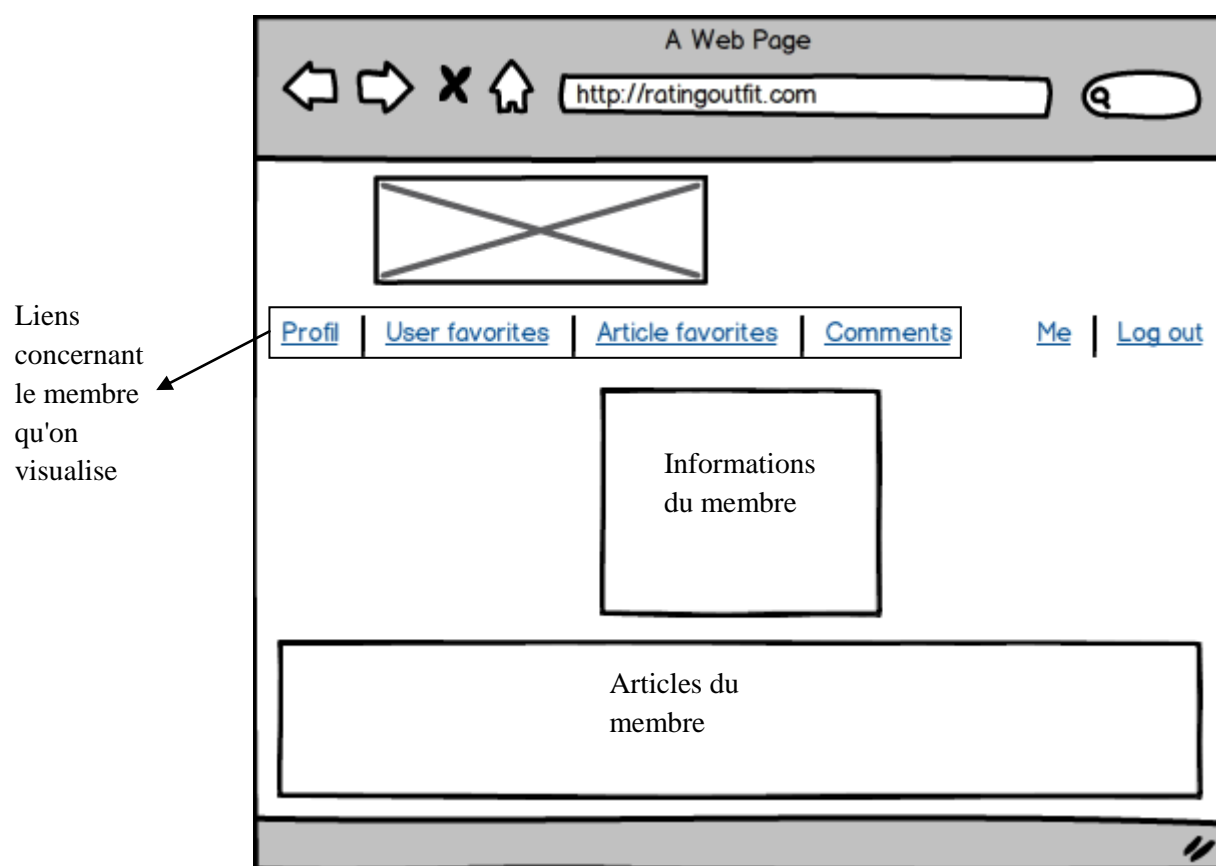 A Web Page
http://ratingoutfit.com
Liens
concernant
le membre
qu'on
visualise
Profil User favorites Article favorites Comments Me Log out
Informations
du membre
Articles du
membre